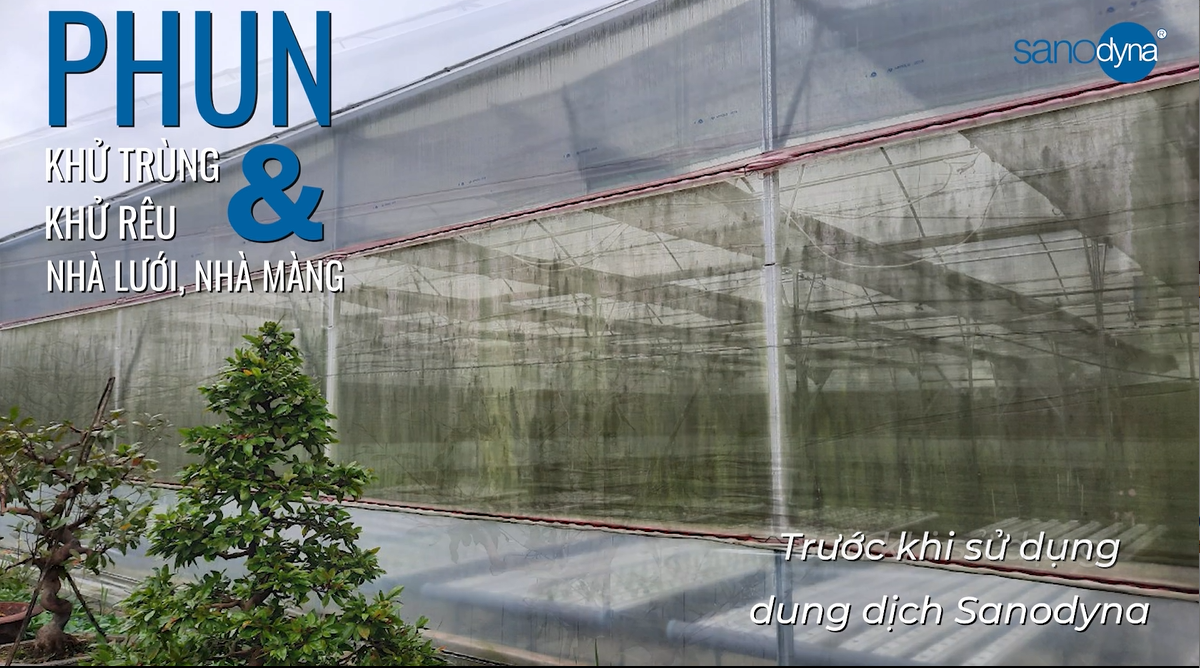 PHUN
KHỬ TRÙNG
&
KHỬ RÊU
NHÀ LƯỚI, NHÀ MÀNG
sanodyna®
Trước khi sử dụng
dung dịch Sanodyna